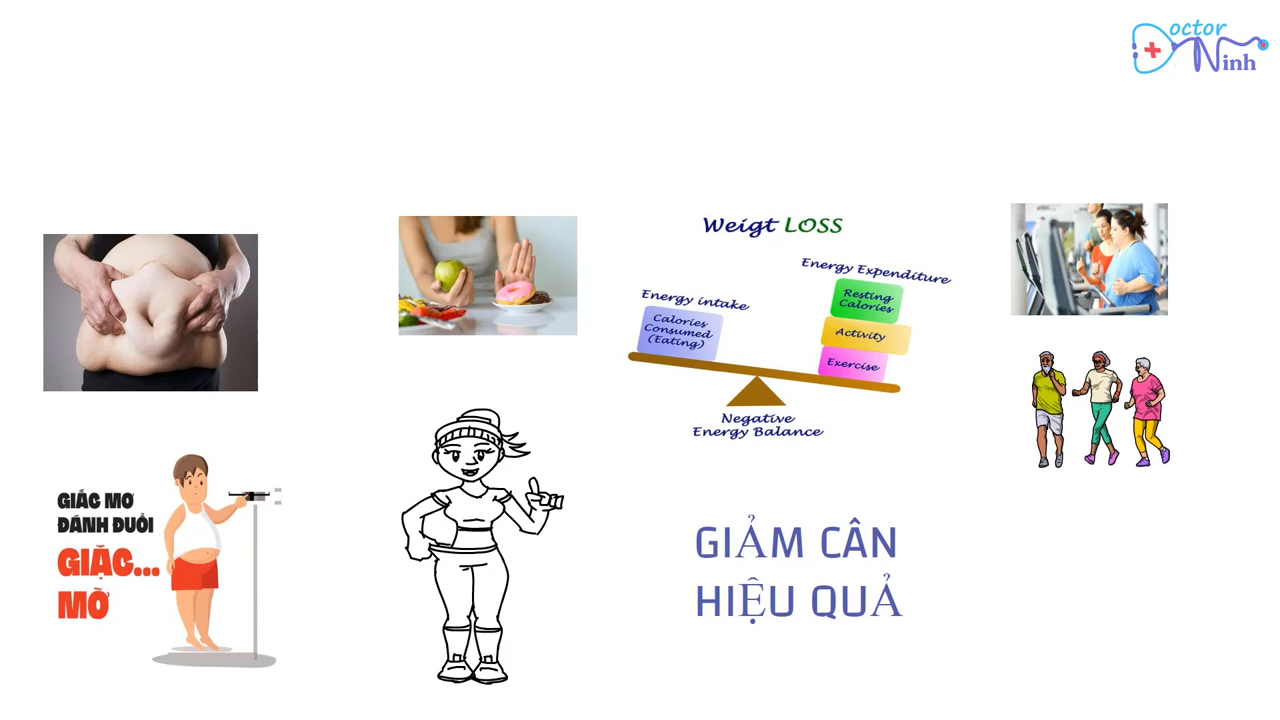 Doctor
Ninh
Weigt LOSS
Energy Expenditure
Energy intake
Resting
Calories
Calories
Consumed
(Eating)
Activity
Exercise
Negative
Energy Balance
GIẤC MƠ
ĐÁNH ĐUỔI
GIẶC...
MỠ
GIẢM CÂN
HIỆU QUẢ